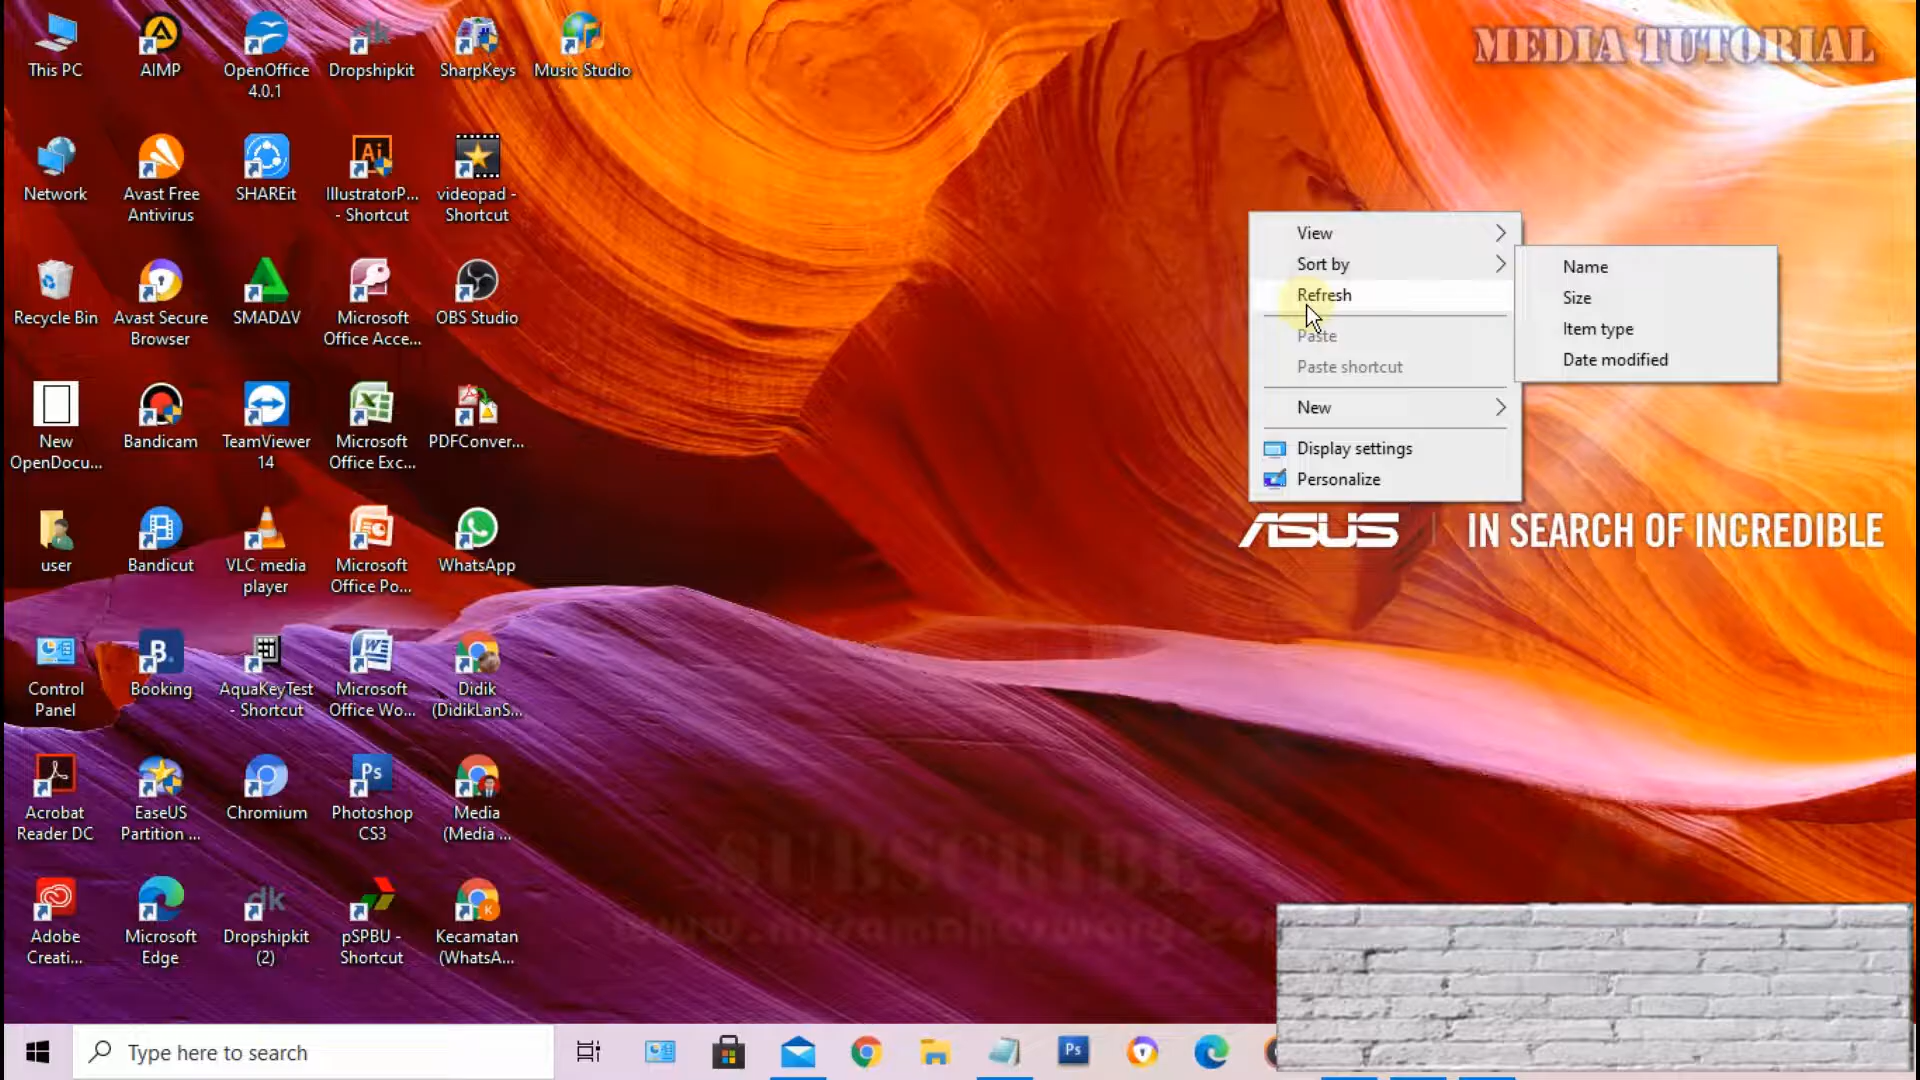 MEDIA TUTORIAL
This PC
AIMP
OpenOffice
4.0.1
Dropshipkit
SharpKeys
Music Studio
Network
Avast Free
Antivirus
SHAREit
IllustratorP...
- Shortcut
videopad -
Shortcut
Recycle Bin
Avast Secure
Browser
SMADΔV
Microsoft
Office Acce...
OBS Studio
New
OpenDocu...
Bandicam
TeamViewer
14
Microsoft
Office Exc...
PDFConver...
user
Bandicut
VLC media
player
Microsoft
Office Po...
WhatsApp
Control
Panel
Booking
AquaKeyTest
- Shortcut
Microsoft
Office Wo...
Didik
(DidikLanS...
Acrobat
Reader DC
EaseUS
Partition ...
Chromium
Photoshop
CS3
Media
(Media ...
Adobe
Creati...
Microsoft
Edge
Dropshipkit
(2)
pSPBU -
Shortcut
Kecamatan
(WhatsA...
View
Sort by
Refresh
Paste
Paste shortcut
New
Display settings
Personalize
Name
Size
Item type
Date modified
ASUS
IN SEARCH OF INCREDIBLE
SUBSCRIBE
Type here to search